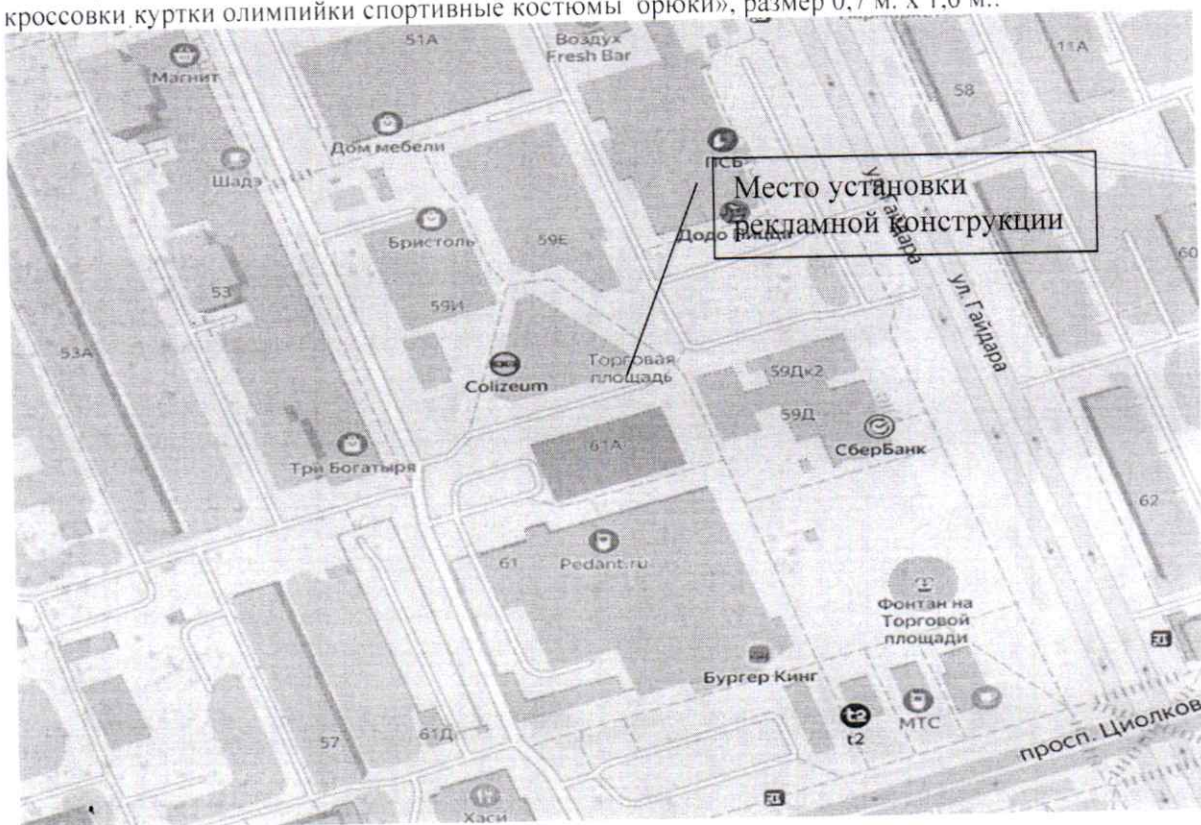 кроссовки куртки олимпийки спортивные костюмы брюки», размер 0,7 м. х 1,0 м..
51А
Воздух
Fresh Bar
11А
Магнит
58
Дом мебели
ПСБ
Шадэ
Место установки
рекламной конструкции
ул. Гайдара
Додо Пицца
Бристоль
59Е
60
53
59И
ул. Гайдара
53А
Торговая
площадь
Colizeum
59Дк2
59Д
СберБанк
61А
Три Богатыря
62
61
Pedant.ru
Фонтан на
Торговой
площади
Бургер Кинг
t2
t2
МТС
просп. Циолков
57
61Д
Хаси